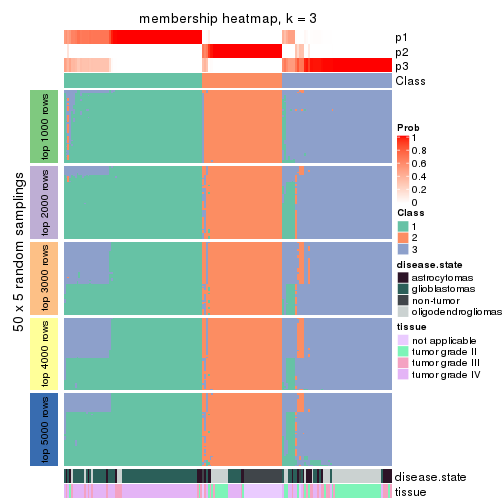 membership heatmap, k = 3
p1
p2
p3
Class
50 x 5 random samplings
top 1000 rows
top 2000 rows
top 3000 rows
top 4000 rows
top 5000 rows
disease.state
tissue
Prob
1
0.8
0.6
0.4
0.2
0
Class
1
2
3
disease.state
astrocytomas
glioblastomas
non-tumor
oligodendrogliomas
tissue
not applicable
tumor grade II
tumor grade III
tumor grade IV